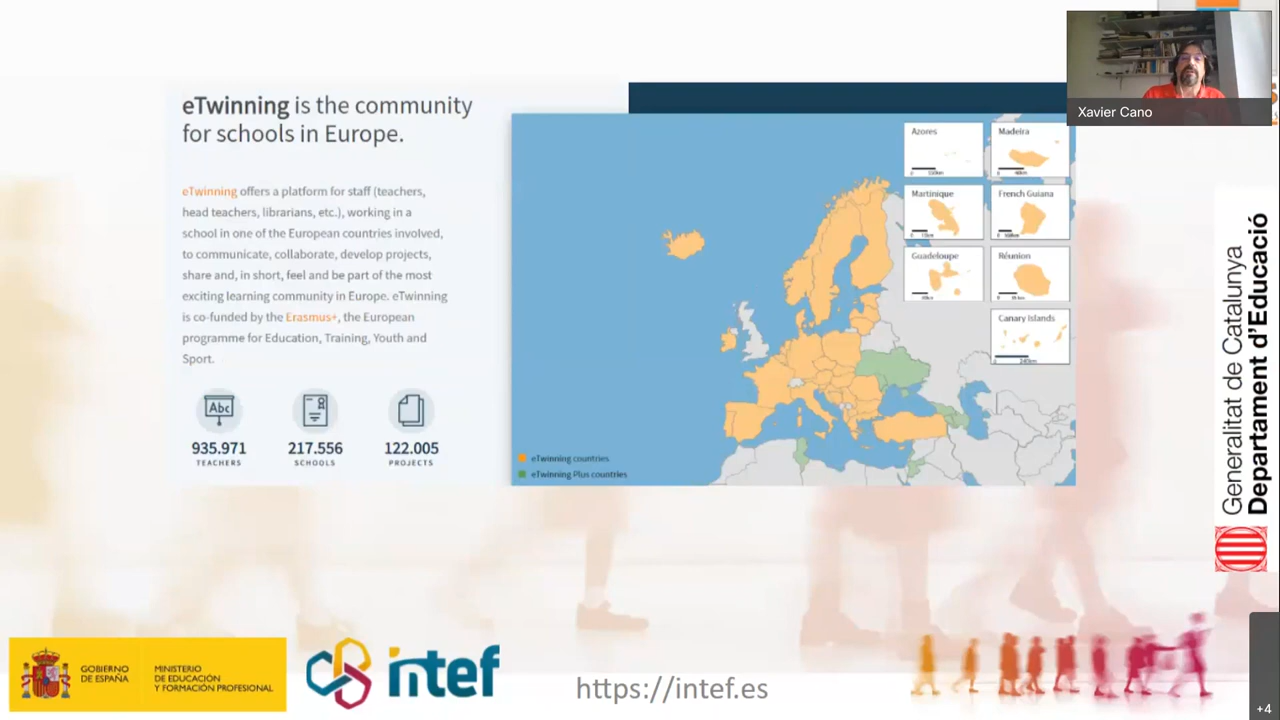 eTwinning is the community
for schools in Europe.
eTwinning offers a platform for staff (teachers,
head teachers, librarians, etc.), working in a
school in one of the European countries involved,
to communicate, collaborate, develop projects,
share and, in short, feel and be part of the most
exciting learning community in Europe. eTwinning
is co-funded by the Erasmus+, the European
programme for Education, Training, Youth and
Sport.
Abc
935.971
TEACHERS
217.556
SCHOOLS
122.005
PROJECTS
Azores
Madeira
Martinique
French Guiana
Guadeloupe
Réunion
Canary Islands
eTwinning countries
eTwinning Plus countries
Xavier Cano
Generalitat de Catalunya
Departament d'Educació
GOBIERNO
DE ESPAÑA
MINISTERIO
DE EDUCACIÓN
Y FORMACIÓN PROFESIONAL
intef
https://intef.es
+4